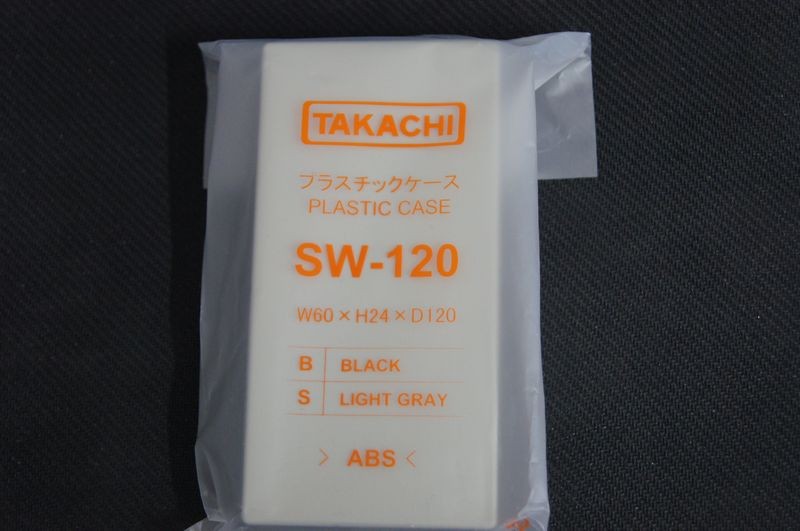 TAKACHI
プラスチックケース
PLASTIC CASE
SW-120
W60×H24×D120
B BLACK
S LIGHT GRAY
> ABS <